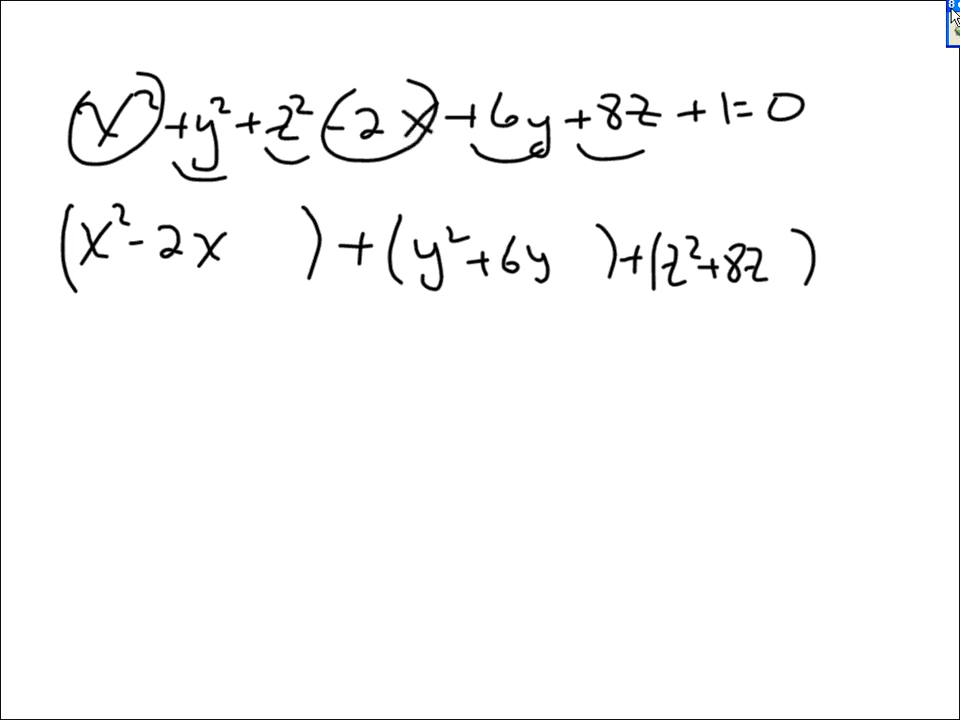 x² + y² + z² - 2x + 6y + 8z + 1 = 0
(x² - 2x ) + (y² + 6y ) + (z² + 8z )